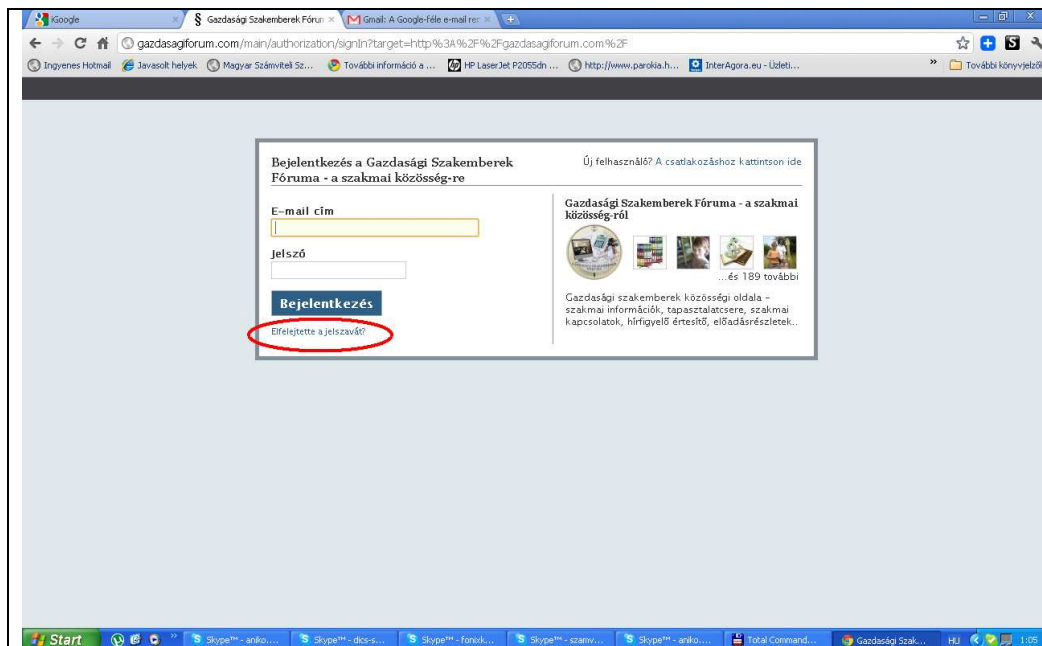 iGoogle
Gazdasági Szakemberek Fórun
Gmail: A Google-féle e-mail ren
gazdasagiforum.com/main/authorization/signIn?target=http%3A%2F%2Fgazdasagiforum.com%2F
Ingyenes Hotmail
Javasolt helyek
Magyar Számviteli Sz...
További információ a ...
HP LaserJet P2055dn ...
http://www.parokia.h...
InterAgora.eu - Üzleti...
»
További könyvjelzők
Bejelentkezés a Gazdasági Szakemberek
Fóruma - a szakmai közösség-re
Új felhasználó? A csatlakozáshoz kattintson ide
E-mail cím
Jelszó
Bejelentkezés
Elfelejtette a jelszavát?
Gazdasági Szakemberek Fóruma - a szakmai
közösség-ről
...és 189 további
Gazdasági szakemberek közösségi oldala –
szakmai információk, tapasztalatcsere, szakmai
kapcsolatok, hírfigyelő értesítő, előadásrészletek..
Start
»
Skype™ - aniko....
Skype™ - dics-s...
Skype™ - fonixk...
Skype™ - szamv...
Skype™ - aniko....
Total Command...
Gazdasági Szak...
HU
1:05